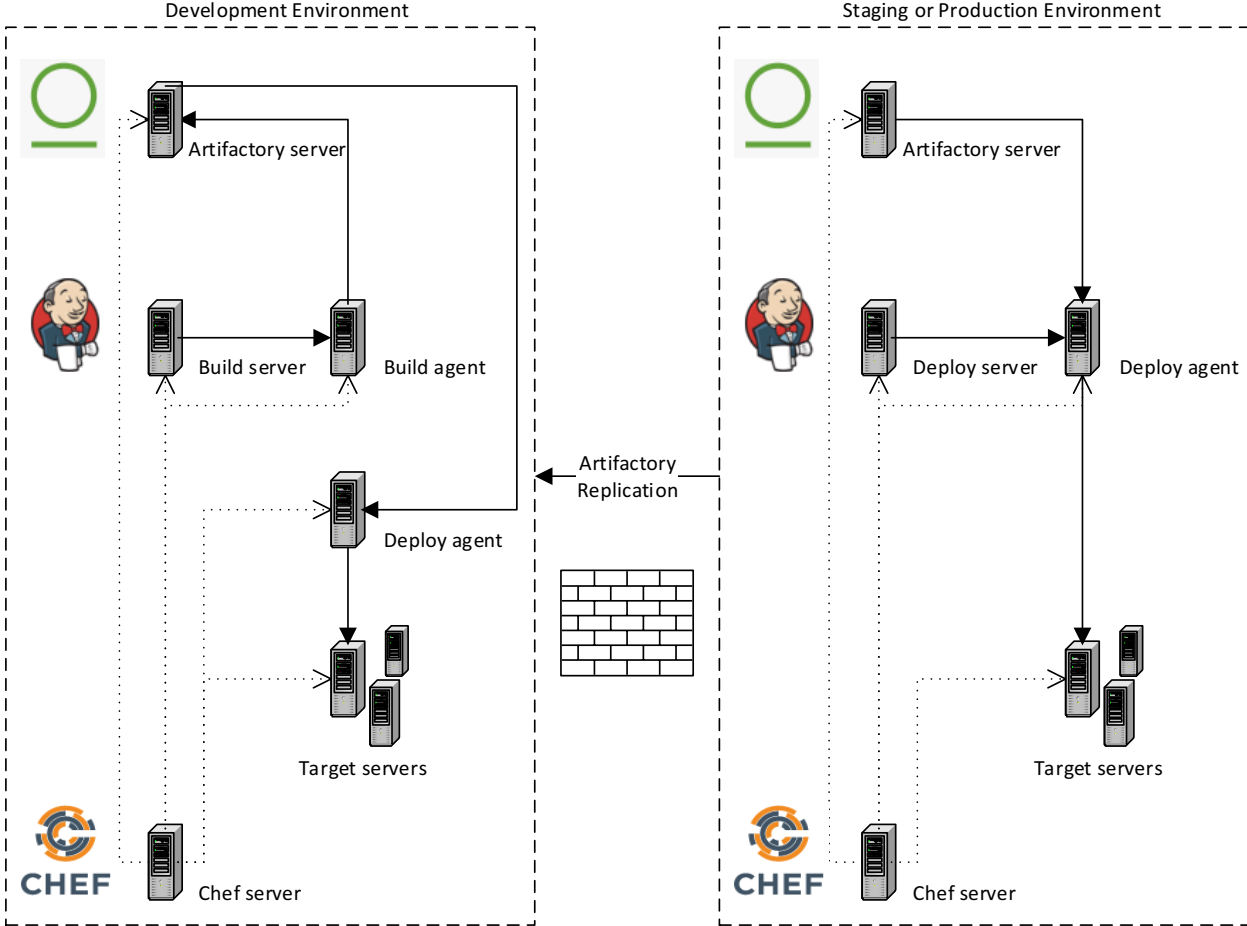 Development Environment
Artifactory server
Build server
Build agent
Deploy agent
Target servers
CHEF
Chef server
Artifactory
Replication
Staging or Production Environment
Artifactory server
Deploy server
Deploy agent
Target servers
CHEF
Chef server